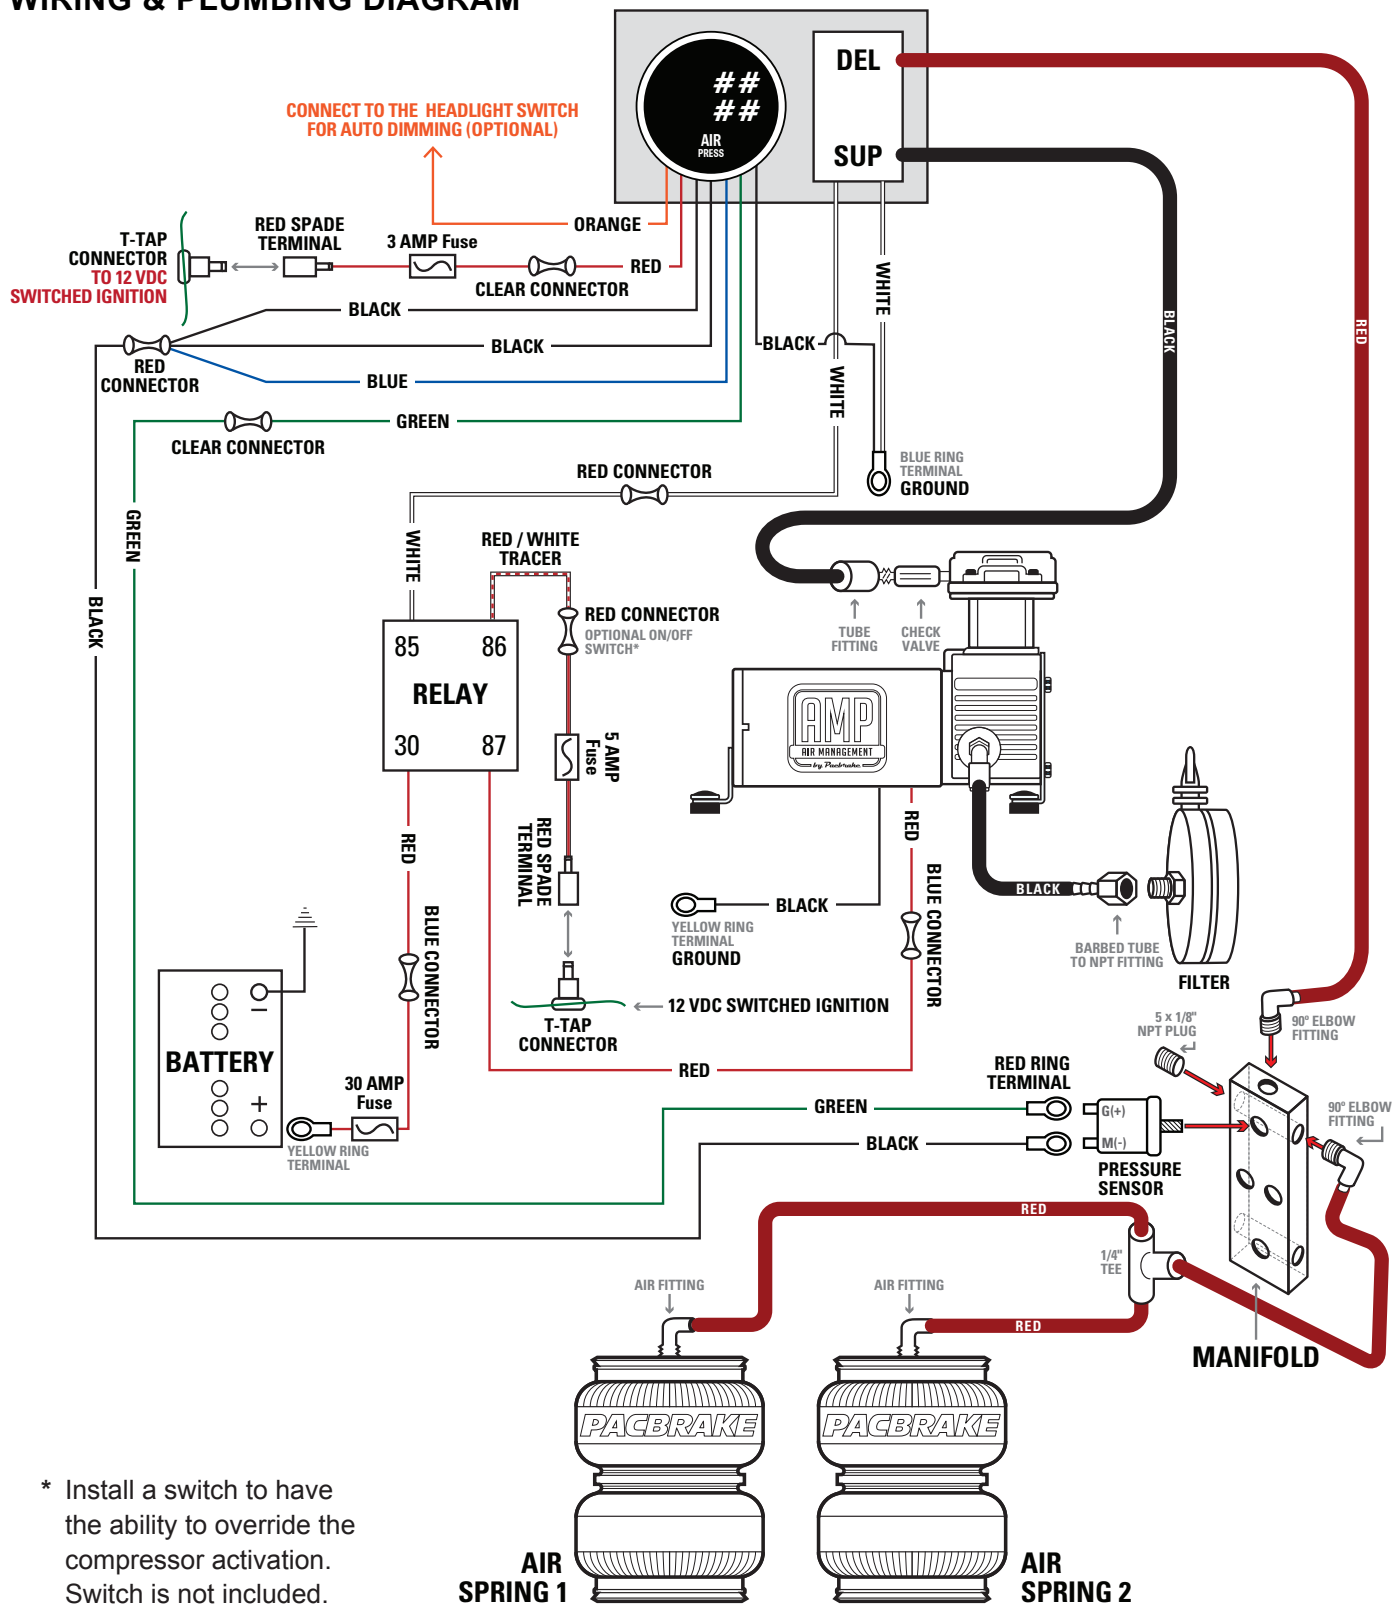 WIRING & PLUMBING DIAGRAM
##
##
AIR
PRESS
DEL
SUP
CONNECT TO THE HEADLIGHT SWITCH
FOR AUTO DIMMING (OPTIONAL)
ORANGE
T-TAP
CONNECTOR
TO 12 VDC
SWITCHED IGNITION
RED SPADE
TERMINAL
3 AMP Fuse
CLEAR CONNECTOR
RED
BLACK
BLACK
BLUE
RED
CONNECTOR
GREEN
CLEAR CONNECTOR
BLACK
WHITE
WHITE
BLACK
RED
BLUE RING
TERMINAL
GROUND
RED CONNECTOR
GREEN
BLACK
WHITE
RED / WHITE
TRACER
RED CONNECTOR
OPTIONAL ON/OFF
SWITCH*
85
86
RELAY
30
87
5 AMP
Fuse
RED SPADE
TERMINAL
TUBE
FITTING
CHECK
VALVE
AMP
AIR MANAGEMENT
by Pacbrake
RED
BLUE CONNECTOR
RED
BLUE CONNECTOR
BLACK
YELLOW RING
TERMINAL
GROUND
BLACK
BARBED TUBE
TO NPT FITTING
FILTER
12 VDC SWITCHED IGNITION
T-TAP
CONNECTOR
RED
BATTERY
−
+
30 AMP
Fuse
YELLOW RING
TERMINAL
5 x 1/8"
NPT PLUG
90º ELBOW
FITTING
RED RING
TERMINAL
GREEN
BLACK
G(+)
M(-)
PRESSURE
SENSOR
90º ELBOW
FITTING
RED
1/4"
TEE
AIR FITTING
AIR FITTING
RED
MANIFOLD
PACBRAKE
PACBRAKE
AIR
SPRING 1
AIR
SPRING 2
* Install a switch to have
the ability to override the
compressor activation.
Switch is not included.